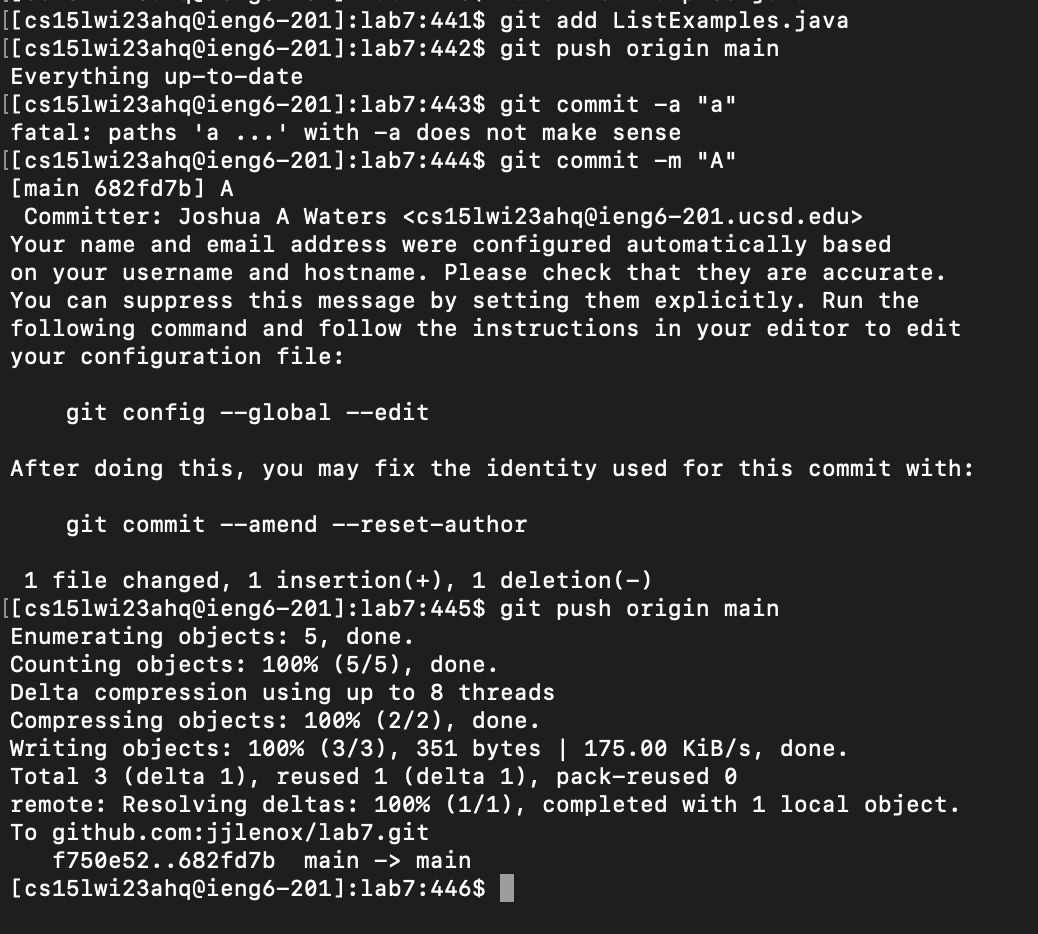 [[cs15lwi23ahq@ieng6-201]:lab7:441$ git add ListExamples.java
[[cs15lwi23ahq@ieng6-201]:lab7:442$ git push origin main
Everything up-to-date
[[cs15lwi23ahq@ieng6-201]:lab7:443$ git commit -a "a"
fatal: paths 'a ...' with -a does not make sense
[[cs15lwi23ahq@ieng6-201]:lab7:444$ git commit -m "A"
[main 682fd7b] A
 Committer: Joshua A Waters <cs15lwi23ahq@ieng6-201.ucsd.edu>
Your name and email address were configured automatically based
on your username and hostname. Please check that they are accurate.
You can suppress this message by setting them explicitly. Run the
following command and follow the instructions in your editor to edit
your configuration file:
    git config --global --edit
After doing this, you may fix the identity used for this commit with:
    git commit --amend --reset-author
 1 file changed, 1 insertion(+), 1 deletion(-)
[[cs15lwi23ahq@ieng6-201]:lab7:445$ git push origin main
Enumerating objects: 5, done.
Counting objects: 100% (5/5), done.
Delta compression using up to 8 threads
Compressing objects: 100% (2/2), done.
Writing objects: 100% (3/3), 351 bytes | 175.00 KiB/s, done.
Total 3 (delta 1), reused 1 (delta 1), pack-reused 0
remote: Resolving deltas: 100% (1/1), completed with 1 local object.
To github.com:jjlenox/lab7.git
   f750e52..682fd7b  main -> main
[cs15lwi23ahq@ieng6-201]:lab7:446$